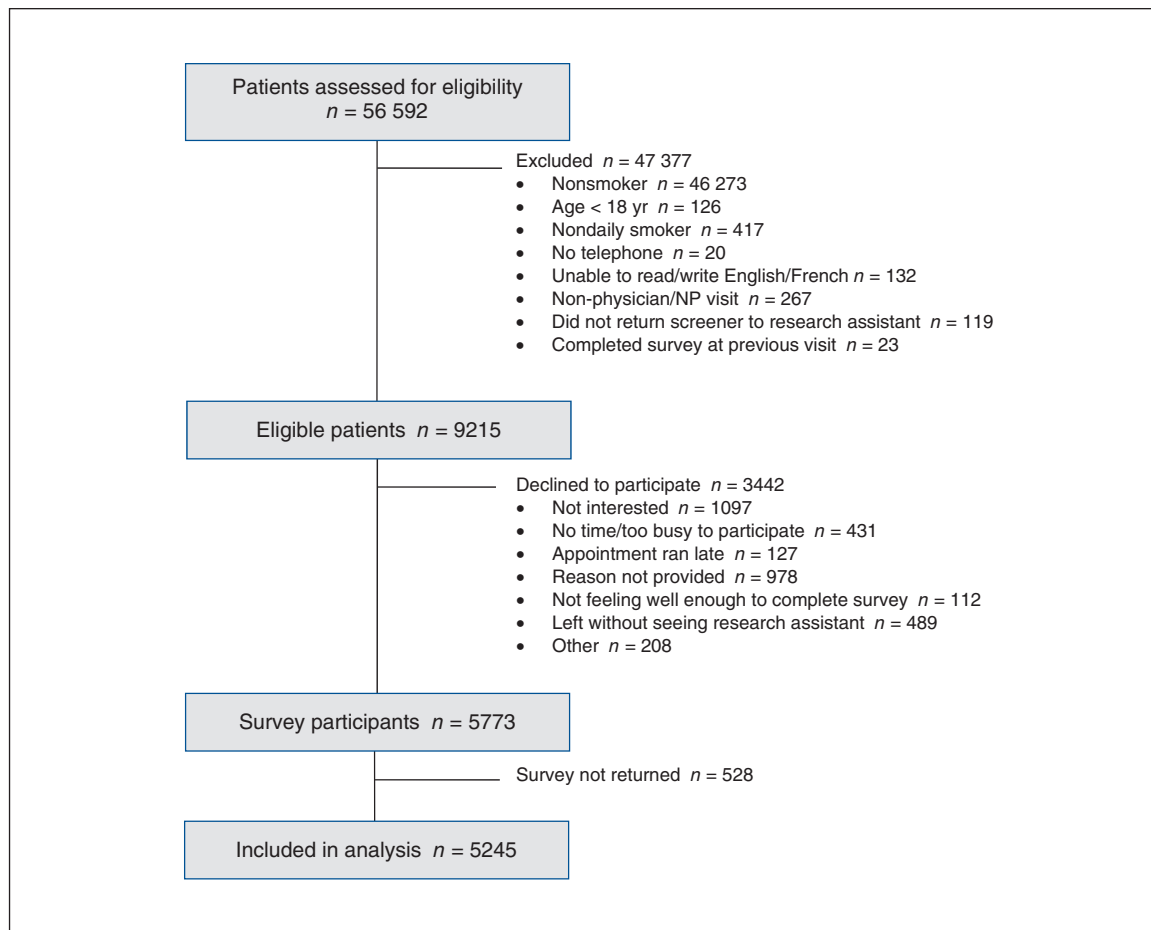 Patients assessed for eligibility
n = 56 592
Excluded n = 47 377
• Nonsmoker n = 46 273
• Age < 18 yr n = 126
• Nondaily smoker n = 417
• No telephone n = 20
• Unable to read/write English/French n = 132
• Non-physician/NP visit n = 267
• Did not return screener to research assistant n = 119
• Completed survey at previous visit n = 23
Eligible patients n = 9215
Declined to participate n = 3442
• Not interested n = 1097
• No time/too busy to participate n = 431
• Appointment ran late n = 127
• Reason not provided n = 978
• Not feeling well enough to complete survey n = 112
• Left without seeing research assistant n = 489
• Other n = 208
Survey participants n = 5773
Survey not returned n = 528
Included in analysis n = 5245